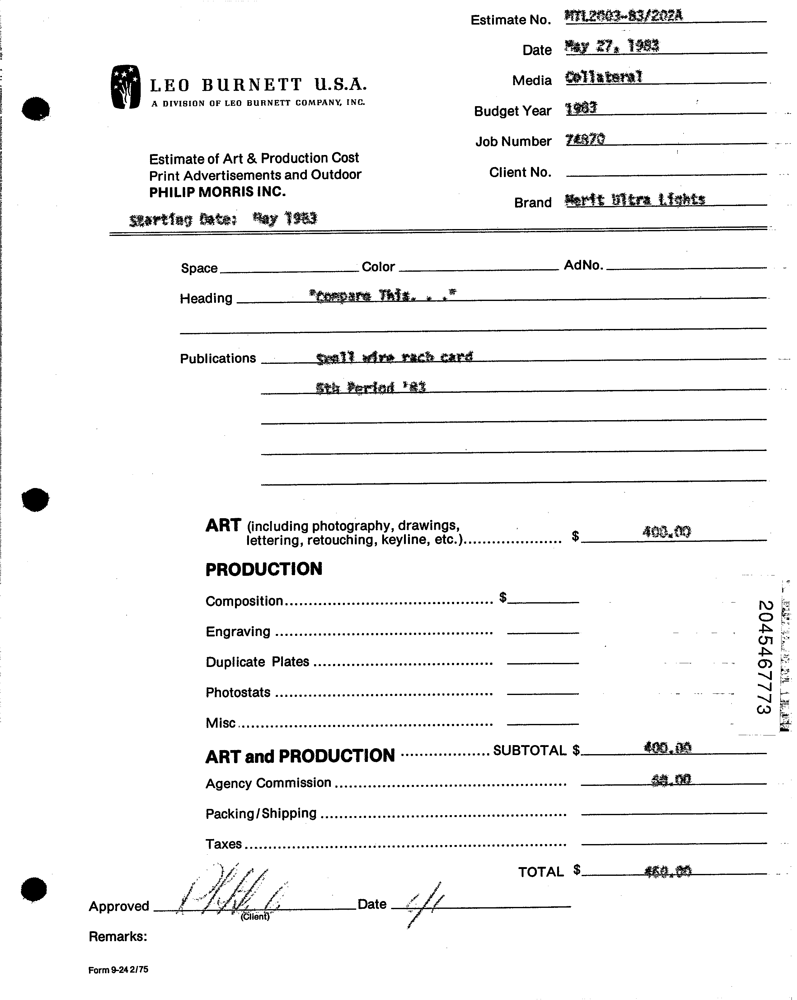 Estimate No. MTL2003-83/202A
Date May 27, 1983
LEO BURNETT U.S.A.
A DIVISION OF LEO BURNETT COMPANY, INC.
Media Collateral
Budget Year 1983
Job Number 74870
Estimate of Art & Production Cost
Print Advertisements and Outdoor
PHILIP MORRIS INC.
Client No.
Brand Merit Ultra Lights
Starting Date: May 1983
Space Color AdNo.
Heading "Compare This. . ."
Publications Small wire rach card
5th Period '83
ART (including photography, drawings,
lettering, retouching, keyline, etc.)..................... $ 400.00
PRODUCTION
Composition............................................. $
Engraving ...............................................
Duplicate Plates .......................................
Photostats ...............................................
Misc.......................................................
2045467773
ART and PRODUCTION ................... SUBTOTAL $ 400.00
Agency Commission .................................................. 60.00
Packing/Shipping .....................................................
Taxes.....................................................................
TOTAL $ 460.00
Approved Date 6/1
(Client)
Remarks:
Form 9-24 2/75